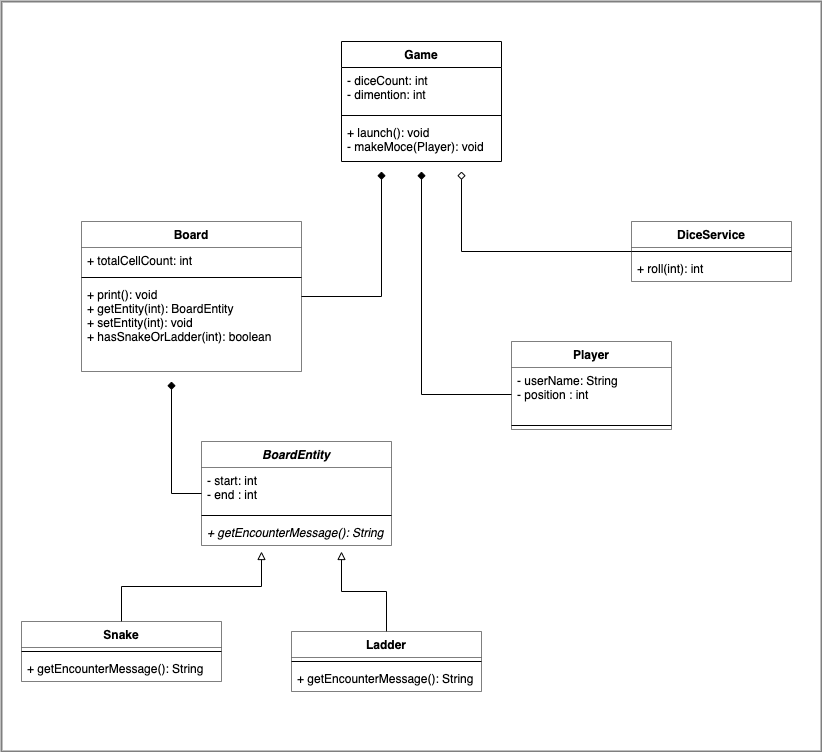 Game
- diceCount: int
- dimention: int
+ launch(): void
- makeMoce(Player): void
Board
+ totalCellCount: int
+ print(): void
+ getEntity(int): BoardEntity
+ setEntity(int): void
+ hasSnakeOrLadder(int): boolean
DiceService
+ roll(int): int
Player
- userName: String
- position : int
BoardEntity
- start: int
- end : int
+ getEncounterMessage(): String
Snake
+ getEncounterMessage(): String
Ladder
+ getEncounterMessage(): String